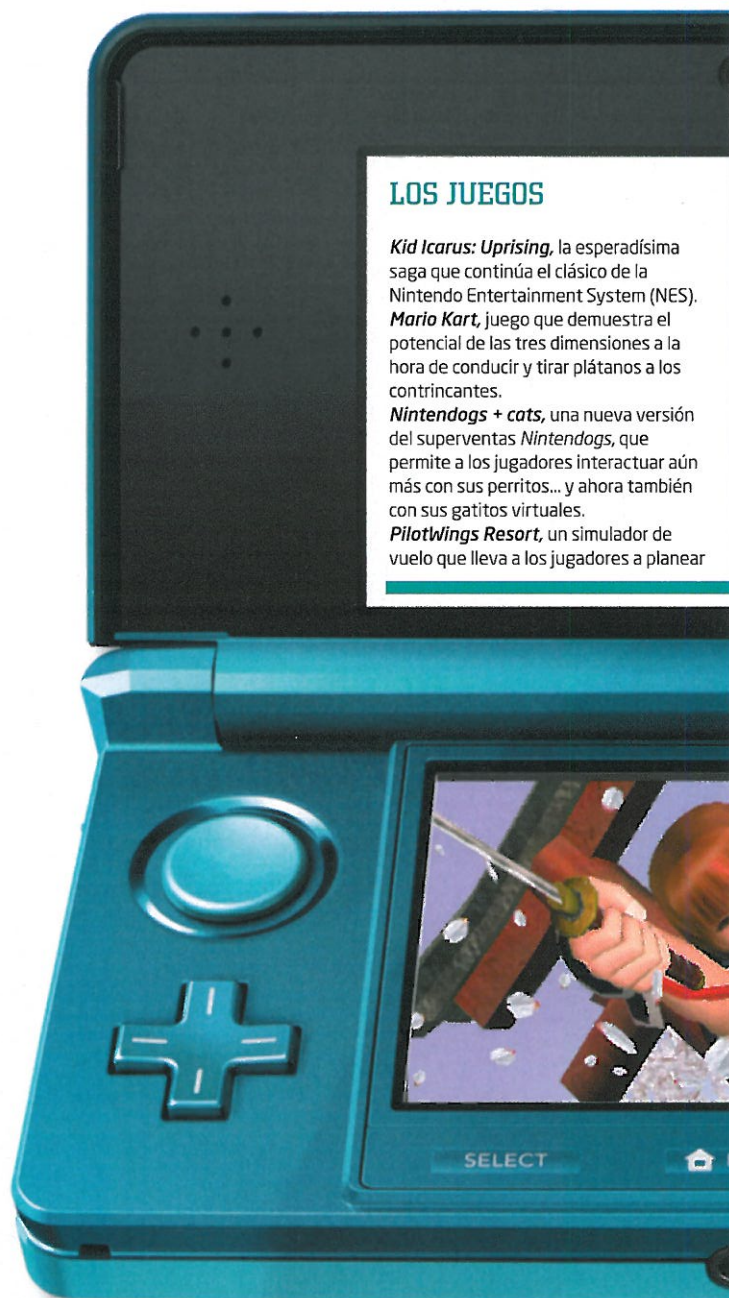 LOS JUEGOS
Kid Icarus: Uprising, la esperadísima
saga que continúa el clásico de la
Nintendo Entertainment System (NES).
Mario Kart, juego que demuestra el
potencial de las tres dimensiones a la
hora de conducir y tirar plátanos a los
contrincantes.
Nintendogs + cats, una nueva versión
del superventas Nintendogs, que
permite a los jugadores interactuar aún
más con sus perritos... y ahora también
con sus gatitos virtuales.
PilotWings Resort, un simulador de
vuelo que lleva a los jugadores a planear
SELECT